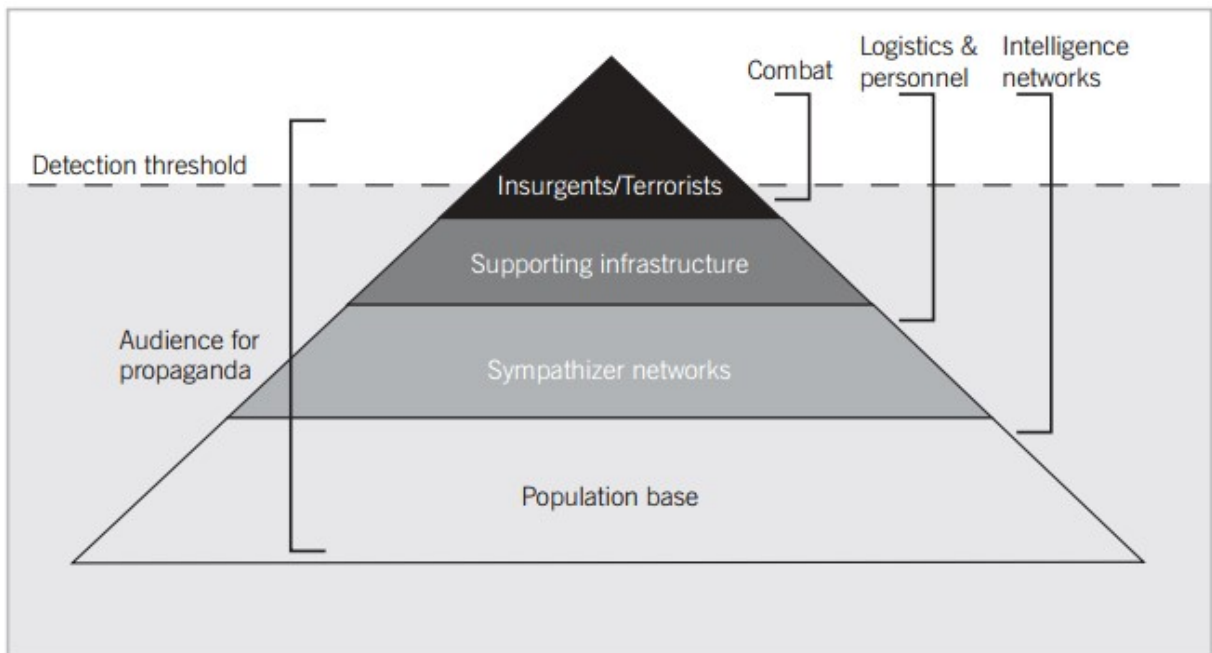 Combat
Logistics &
personnel
Intelligence
networks
Detection threshold
Insurgents/Terrorists
Supporting infrastructure
Audience for
propaganda
Sympathizer networks
Population base